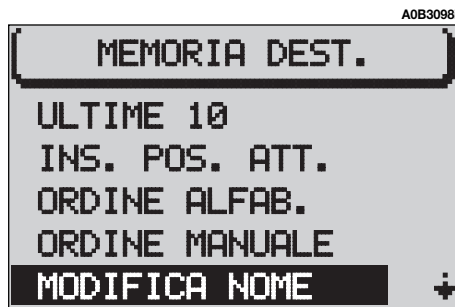 A0B3098
MEMORIA DEST.
ULTIME 10
INS. POS. ATT.
ORDINE ALFAB.
ORDINE MANUALE
MODIFICA NOME